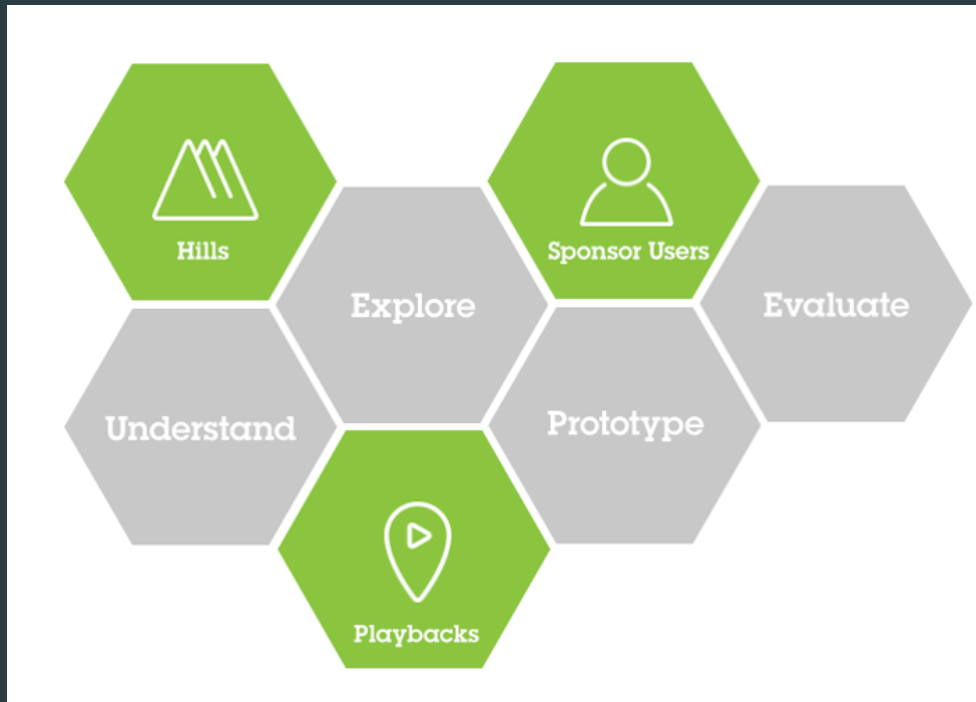 Hills
Sponsor Users
Explore
Evaluate
Understand
Prototype
Playbacks